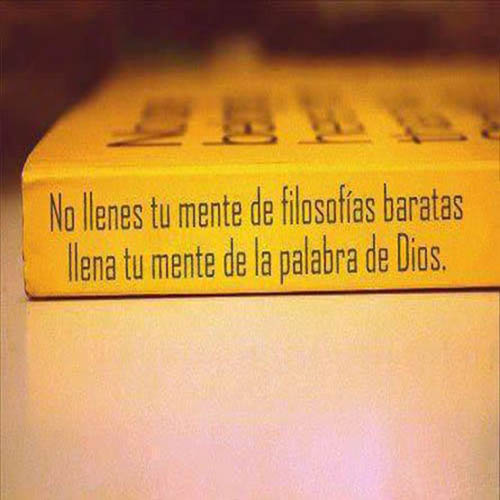 No llenes tu mente de filosofías baratas
llena tu mente de la palabra de Dios.